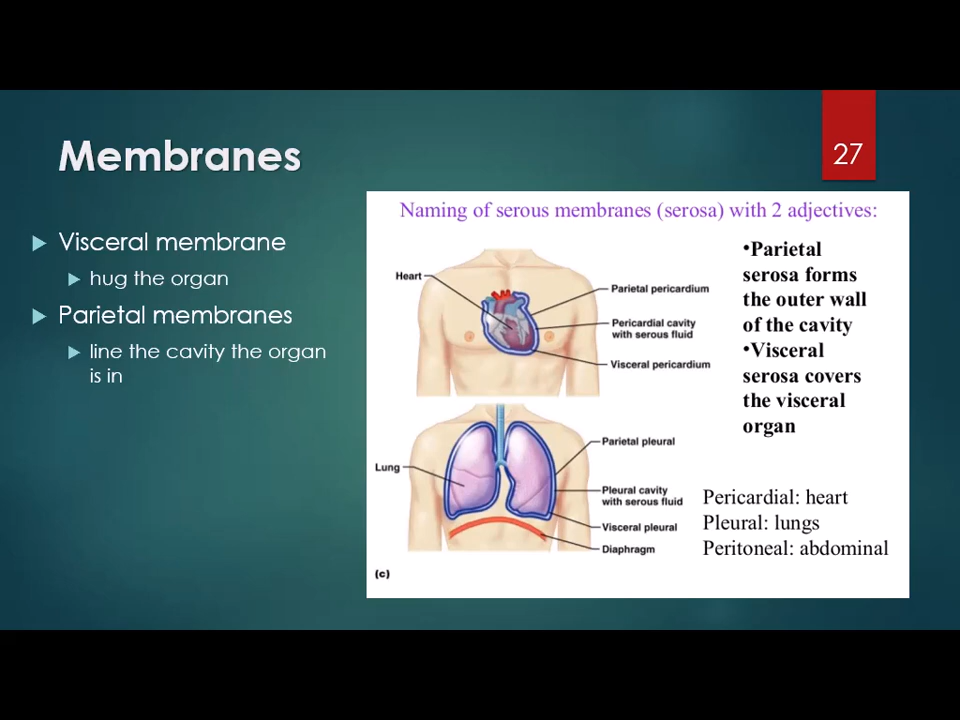 Membranes
27
Visceral membrane
hug the organ
Parietal membranes
line the cavity the organ
is in
Naming of serous membranes (serosa) with 2 adjectives:
Heart
Parietal pericardium
Pericardial cavity
with serous fluid
Visceral pericardium
•Parietal
serosa forms
the outer wall
of the cavity
•Visceral
serosa covers
the visceral
organ
Lung
Parietal pleural
Pleural cavity
with serous fluid
Visceral pleural
Diaphragm
Pericardial: heart
Pleural: lungs
Peritoneal: abdominal
(c)